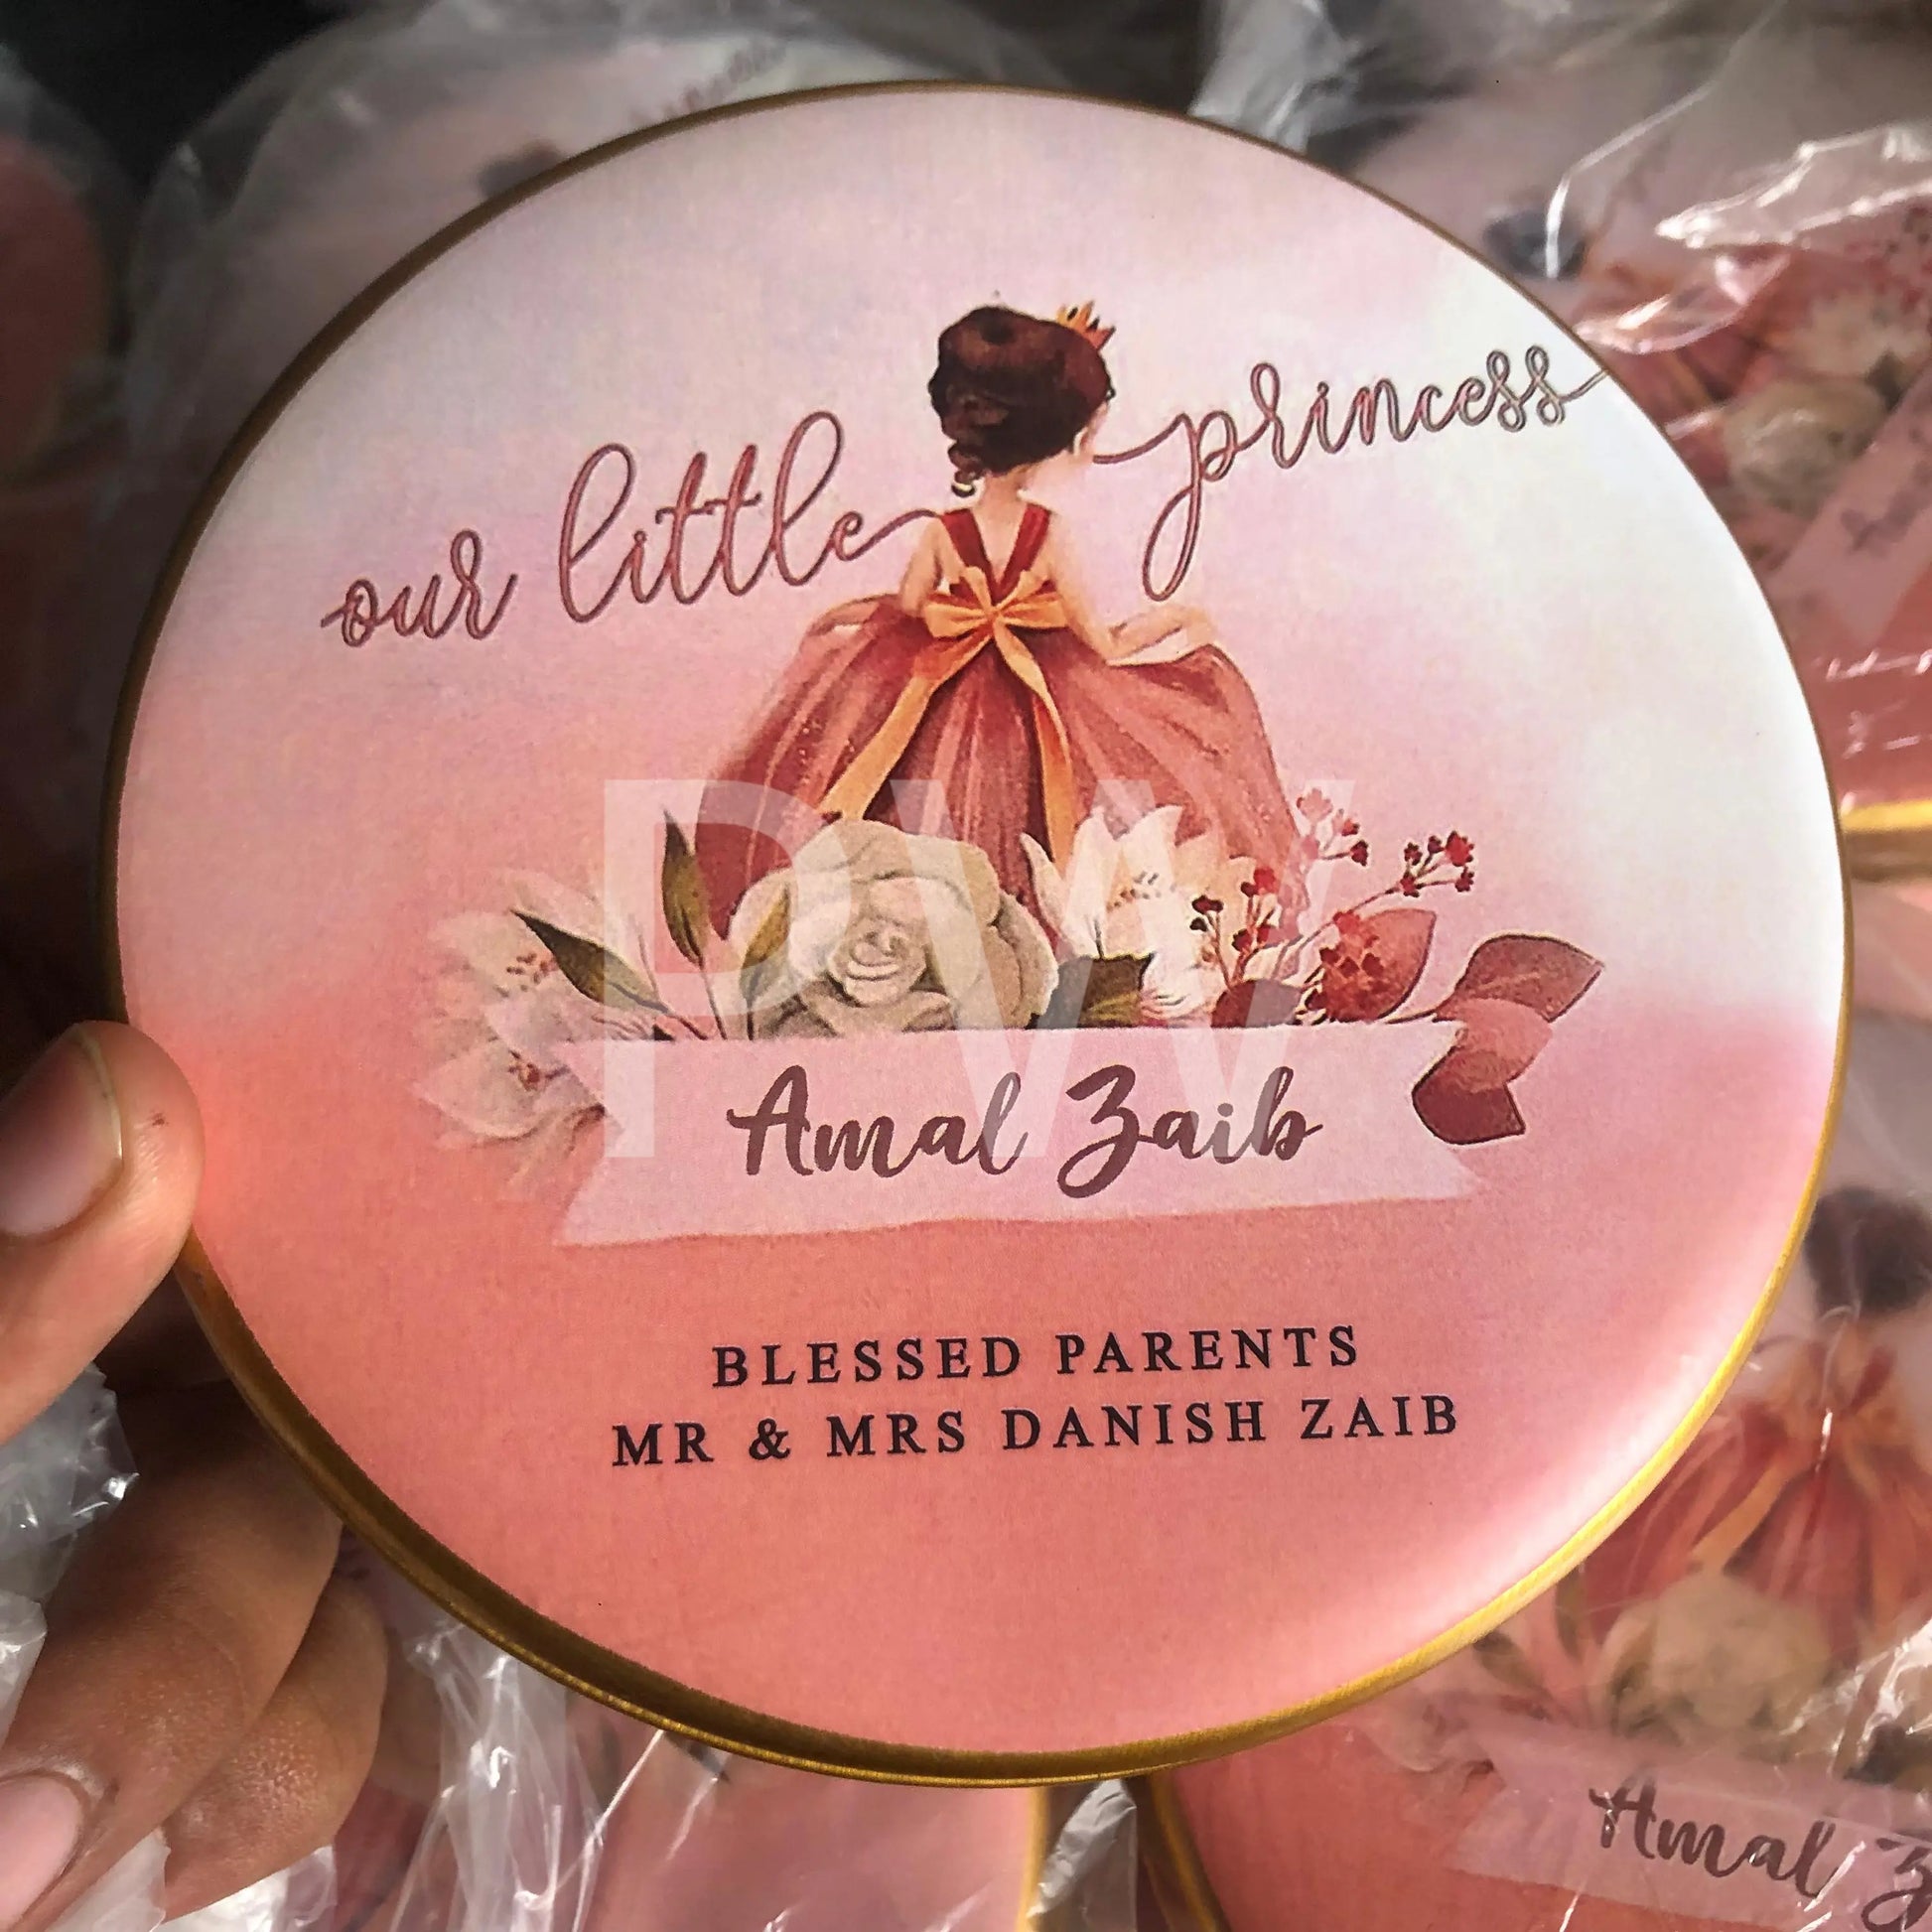 our little princess
PW
Amal Zaib
BLESSED PARENTS
MR & MRS DANISH ZAIB
Amal Z